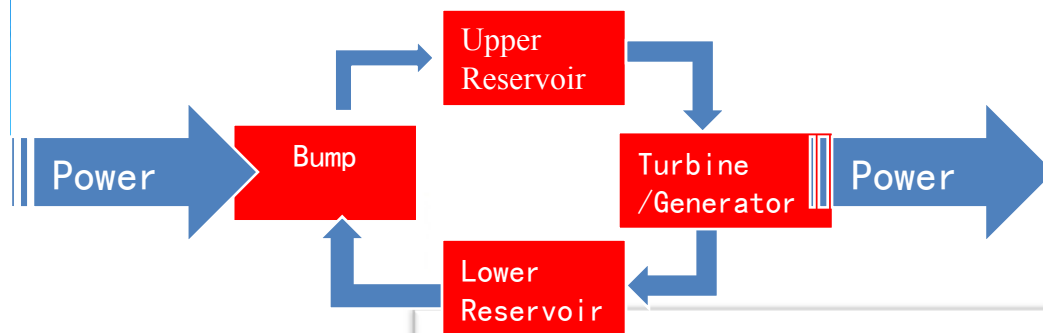 Upper
Reservoir
Power
Bump
Turbine
/Generator
Power
Lower
Reservoir